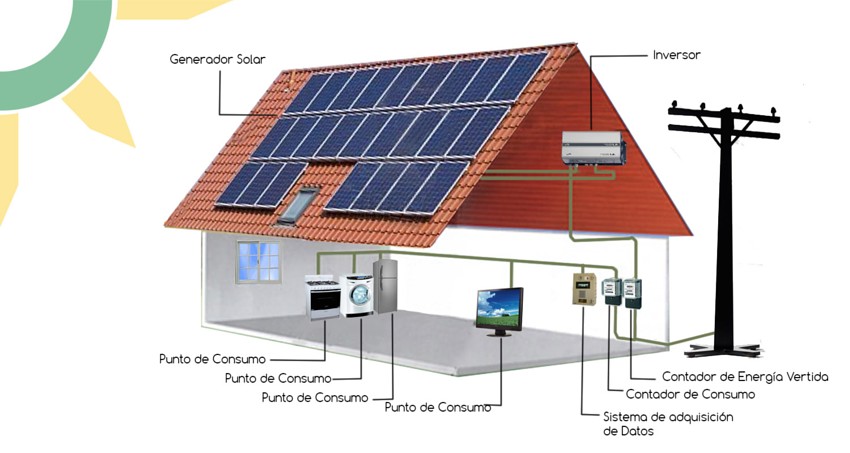 Generador Solar
Inversor
Punto de Consumo
Punto de Consumo
Punto de Consumo
Punto de Consumo
Contador de Energía Vertida
Contador de Consumo
Sistema de adquisición
de Datos